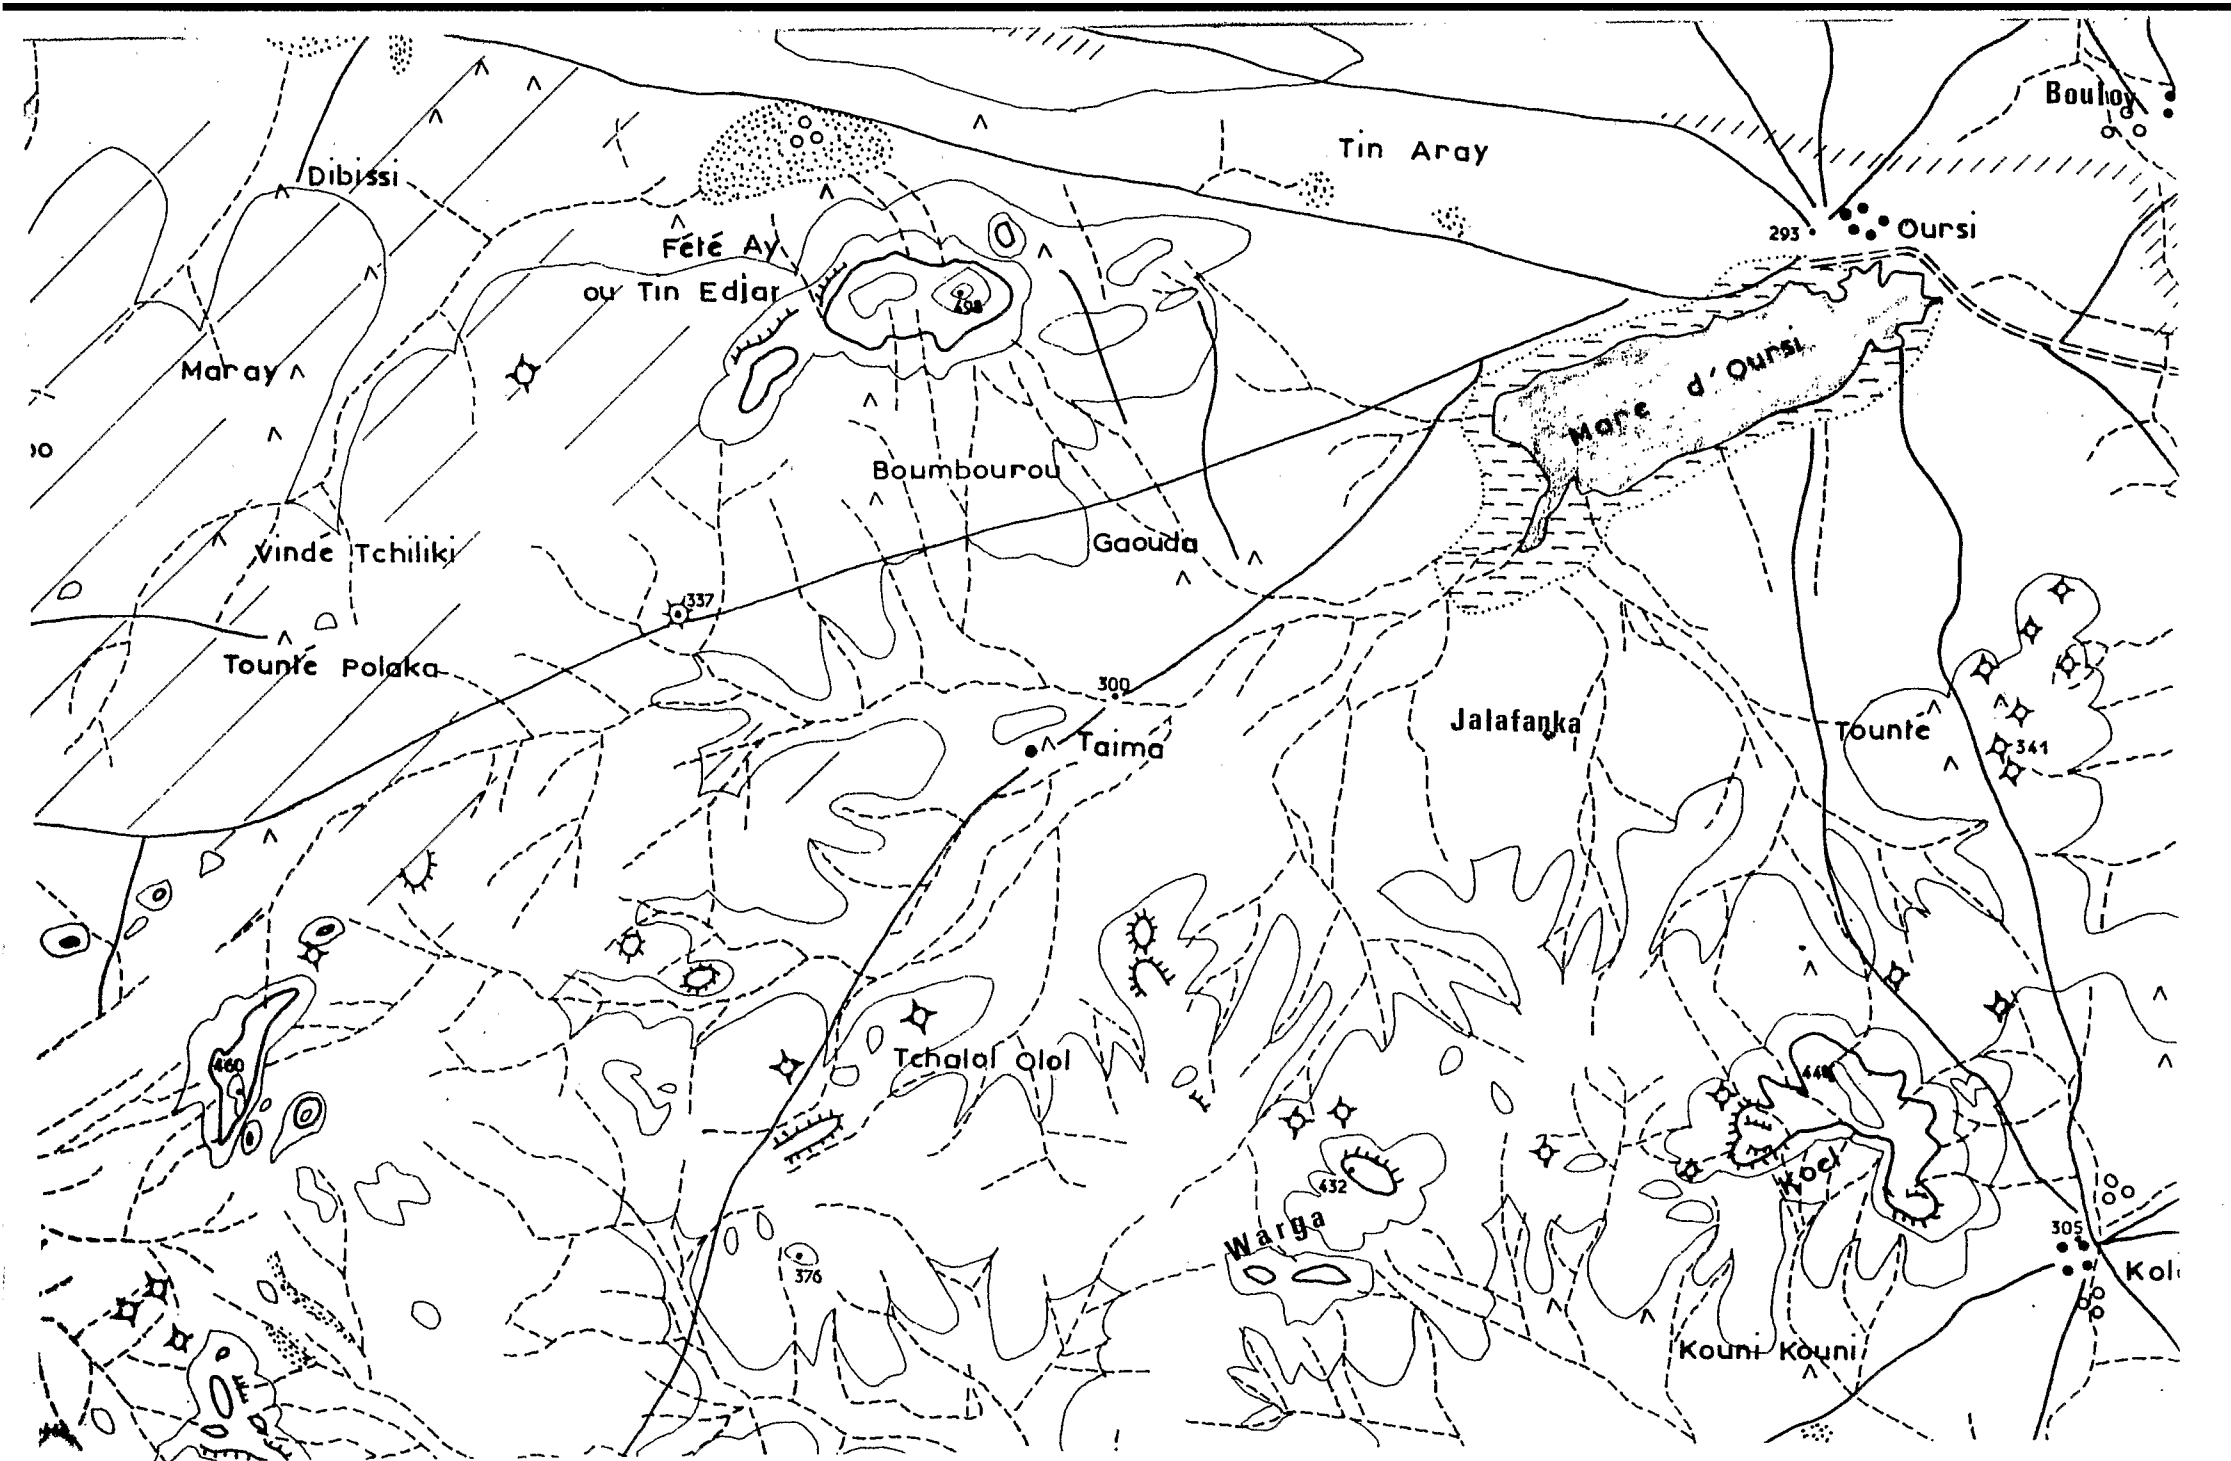 Bouloy
Tin Aray
Dibissi
Oursi
293
Fété Ay
ou Tin Edjar
498
Mare d'Oursi
Maray
Boumbourou
Gaouda
Vinde Tchiliki
337
Tounte Polaka
300
Taima
Jalafanka
Tounte
341
460
Tchalol Olol
Koel
432
Warga
376
305
Kouni Kouni